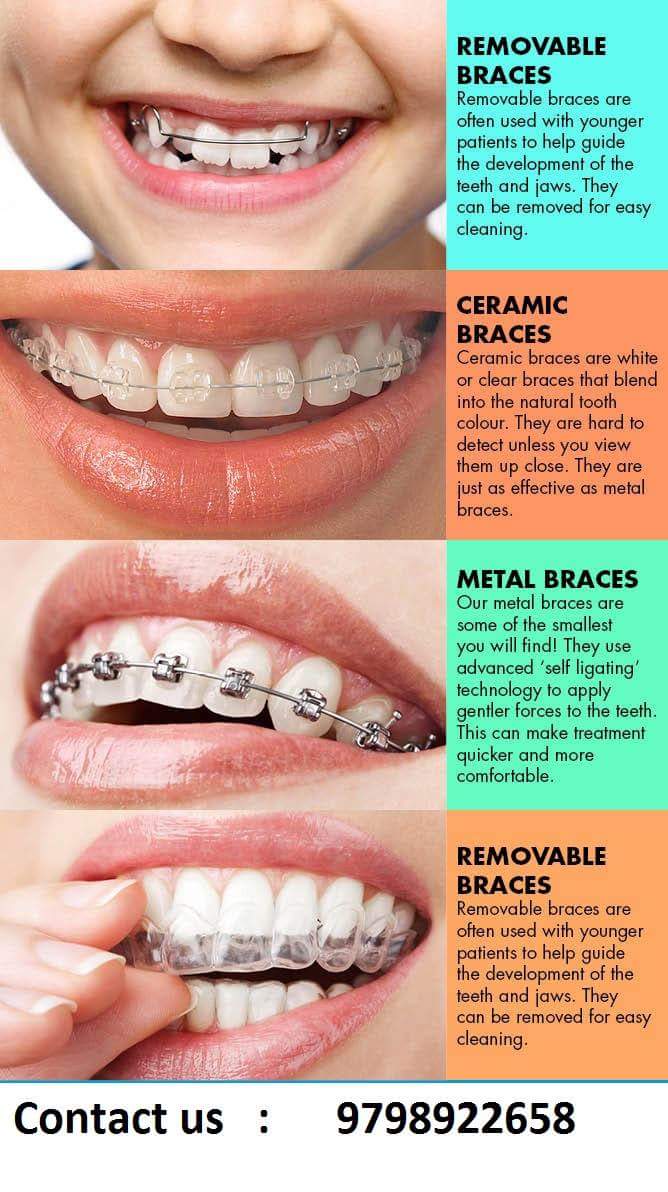 REMOVABLE
BRACES
Removable braces are
often used with younger
patients to help guide
the development of the
teeth and jaws. They
can be removed for easy
cleaning.
CERAMIC
BRACES
Ceramic braces are white
or clear braces that blend
into the natural tooth
colour. They are hard to
detect unless you view
them up close. They are
just as effective as metal
braces.
METAL BRACES
Our metal braces are
some of the smallest
you will find! They use
advanced ‘self ligating’
technology to apply
gentler forces to the teeth.
This can make treatment
quicker and more
comfortable.
REMOVABLE
BRACES
Removable braces are
often used with younger
patients to help guide
the development of the
teeth and jaws. They
can be removed for easy
cleaning.
Contact us : 9798922658